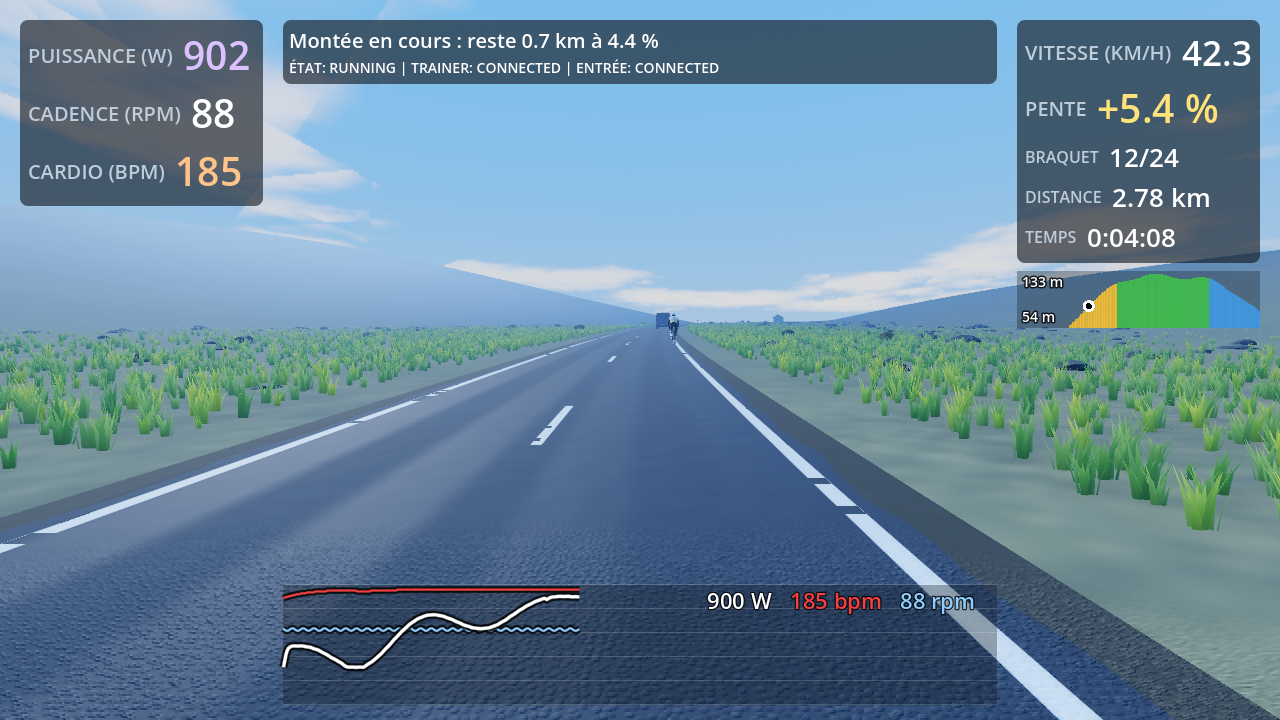 PUISSANCE (W) 902
CADENCE (RPM) 88
CARDIO (BPM) 185
Montée en cours : reste 0.7 km à 4.4 %
ÉTAT: RUNNING | TRAINER: CONNECTED | ENTRÉE: CONNECTED
VITESSE (KM/H) 42.3
PENTE +5.4 %
BRAQUET 12/24
DISTANCE 2.78 km
TEMPS 0:04:08
133 m
54 m
900 W 185 bpm 88 rpm